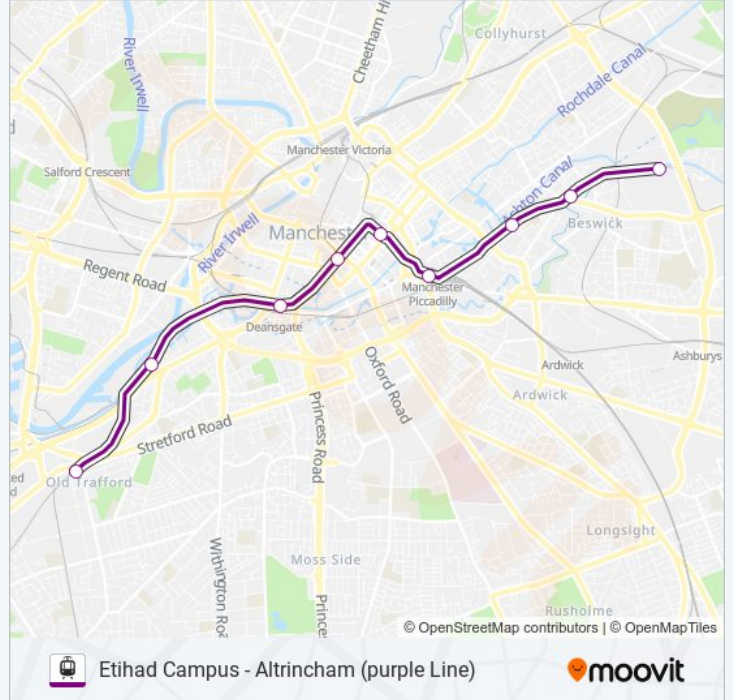 Collyhurst
Cheetham Hi
River Irwell
Rochdale Canal
Manchester Victoria
Salford Crescent
Ashton Canal
Beswick
Manchest
River Irwell
Regent Road
Manchester
Piccadilly
Deansgate
Ashburys
Ardwick
Oxford Road
Ardwick
Princess Road
Stretford Road
Old Trafford
Longsight
Moss Side
Withington Roa
Prince
Rusholme
© OpenStreetMap contributors | © OpenMapTiles
Etihad Campus - Altrincham (purple Line)
moovit